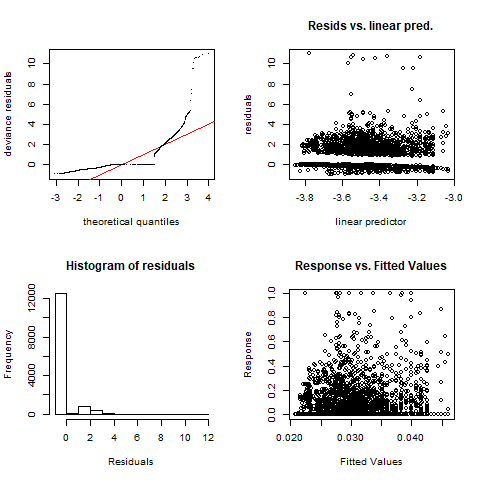 deviance residuals
0 2 4 6 8 10
-3 -2 -1 0 1 2 3 4
theoretical quantiles
Resids vs. linear pred.
residuals
0 2 4 6 8 10
-3.8 -3.4 -3.0
linear predictor
Histogram of residuals
Frequency
0 4000 8000 12000
0 2 4 6 8 10 12
Residuals
Response vs. Fitted Values
Response
0.0 0.2 0.4 0.6 0.8 1.0
0.020 0.030 0.040
Fitted Values